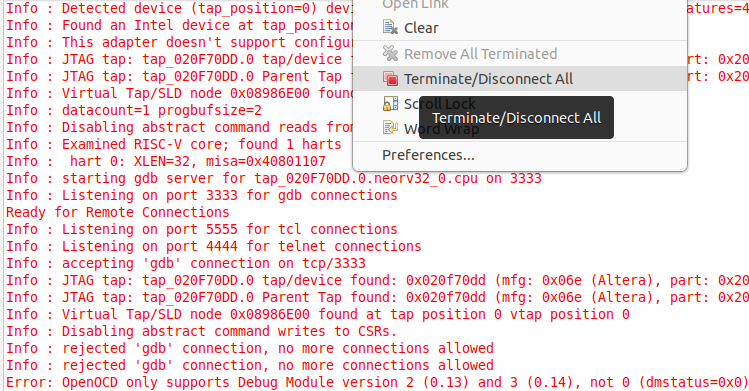 Info : Detected device (tap_position=0) devi
atures=4
Info : Found an Intel device at tap_position
Info : This adapter doesn't support configur
Info : JTAG tap: tap_020F70DD.0 tap/device
rt: 0x20
Info : JTAG tap: tap_020F70DD.0 Parent Tap
rt: 0x20
Info : Virtual Tap/SLD node 0x08986E00 found
Info : datacount=1 progbufsize=2
Info : Disabling abstract command reads from
Info : Examined RISC-V core; found 1 harts
Info :  hart 0: XLEN=32, misa=0x40801107
Info : starting gdb server for tap_020F70DD.0.neorv32_0.cpu on 3333
Info : Listening on port 3333 for gdb connections
Ready for Remote Connections
Info : Listening on port 5555 for tcl connections
Info : Listening on port 4444 for telnet connections
Info : accepting 'gdb' connection on tcp/3333
Info : JTAG tap: tap_020F70DD.0 tap/device found: 0x020f70dd (mfg: 0x06e (Altera), part: 0x20
Info : JTAG tap: tap_020F70DD.0 Parent Tap found: 0x020f70dd (mfg: 0x06e (Altera), part: 0x20
Info : Virtual Tap/SLD node 0x08986E00 found at tap position 0 vtap position 0
Info : Disabling abstract command writes to CSRs.
Info : rejected 'gdb' connection, no more connections allowed
Info : rejected 'gdb' connection, no more connections allowed
Error: OpenOCD only supports Debug Module version 2 (0.13) and 3 (0.14), not 0 (dmstatus=0x0)
Open Link
Clear
Remove All Terminated
Terminate/Disconnect All
Scroll Lock
Terminate/Disconnect All
Word Wrap
Preferences...